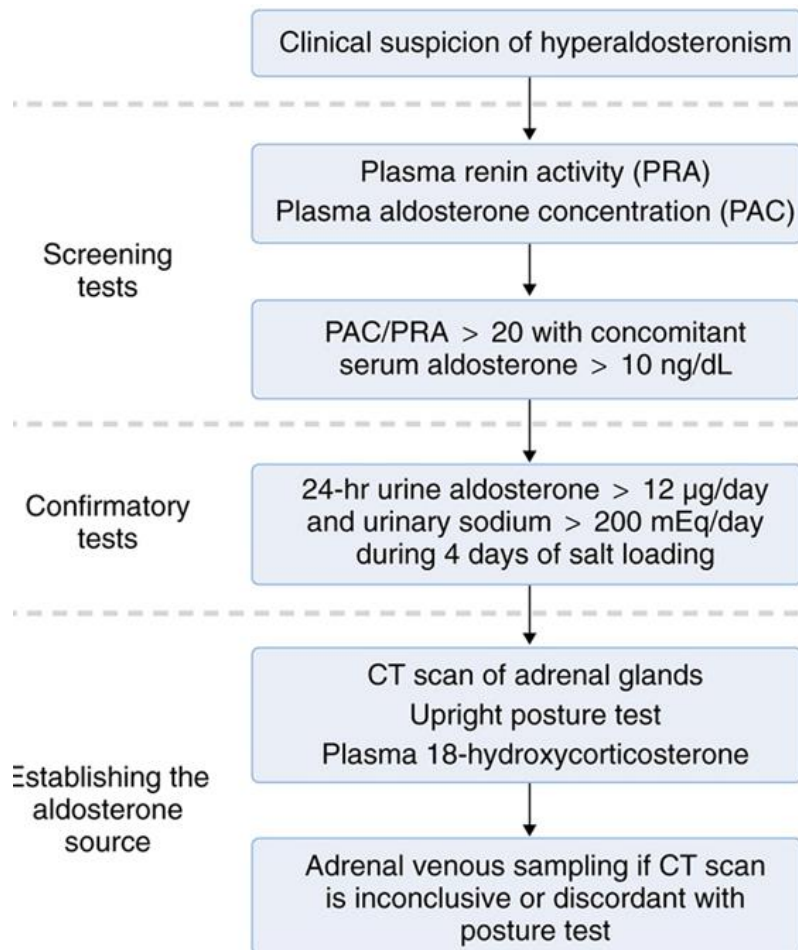 Clinical suspicion of hyperaldosteronism
Screening
tests
Plasma renin activity (PRA)
Plasma aldosterone concentration (PAC)
PAC/PRA > 20 with concomitant
serum aldosterone > 10 ng/dL
Confirmatory
tests
24-hr urine aldosterone > 12 µg/day
and urinary sodium > 200 mEq/day
during 4 days of salt loading
Establishing the
aldosterone
source
CT scan of adrenal glands
Upright posture test
Plasma 18-hydroxycorticosterone
Adrenal venous sampling if CT scan
is inconclusive or discordant with
posture test